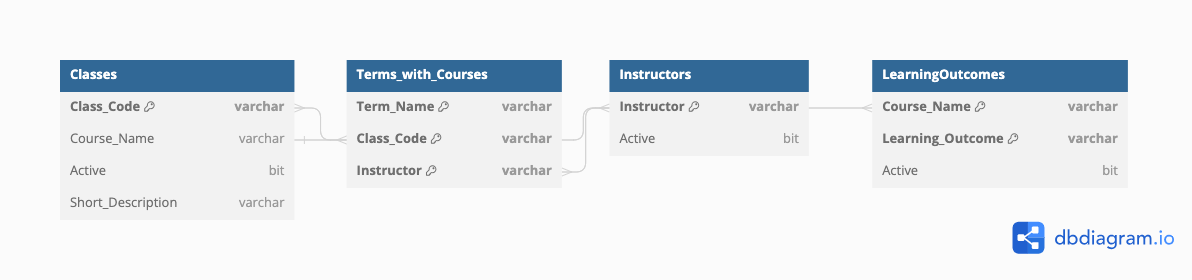 Classes
Class_Code varchar
Course_Name varchar
Active bit
Short_Description varchar
Terms_with_Courses
Term_Name varchar
Class_Code varchar
Instructor varchar
Instructors
Instructor varchar
Active bit
LearningOutcomes
Course_Name varchar
Learning_Outcome varchar
Active bit
dbdiagram.io